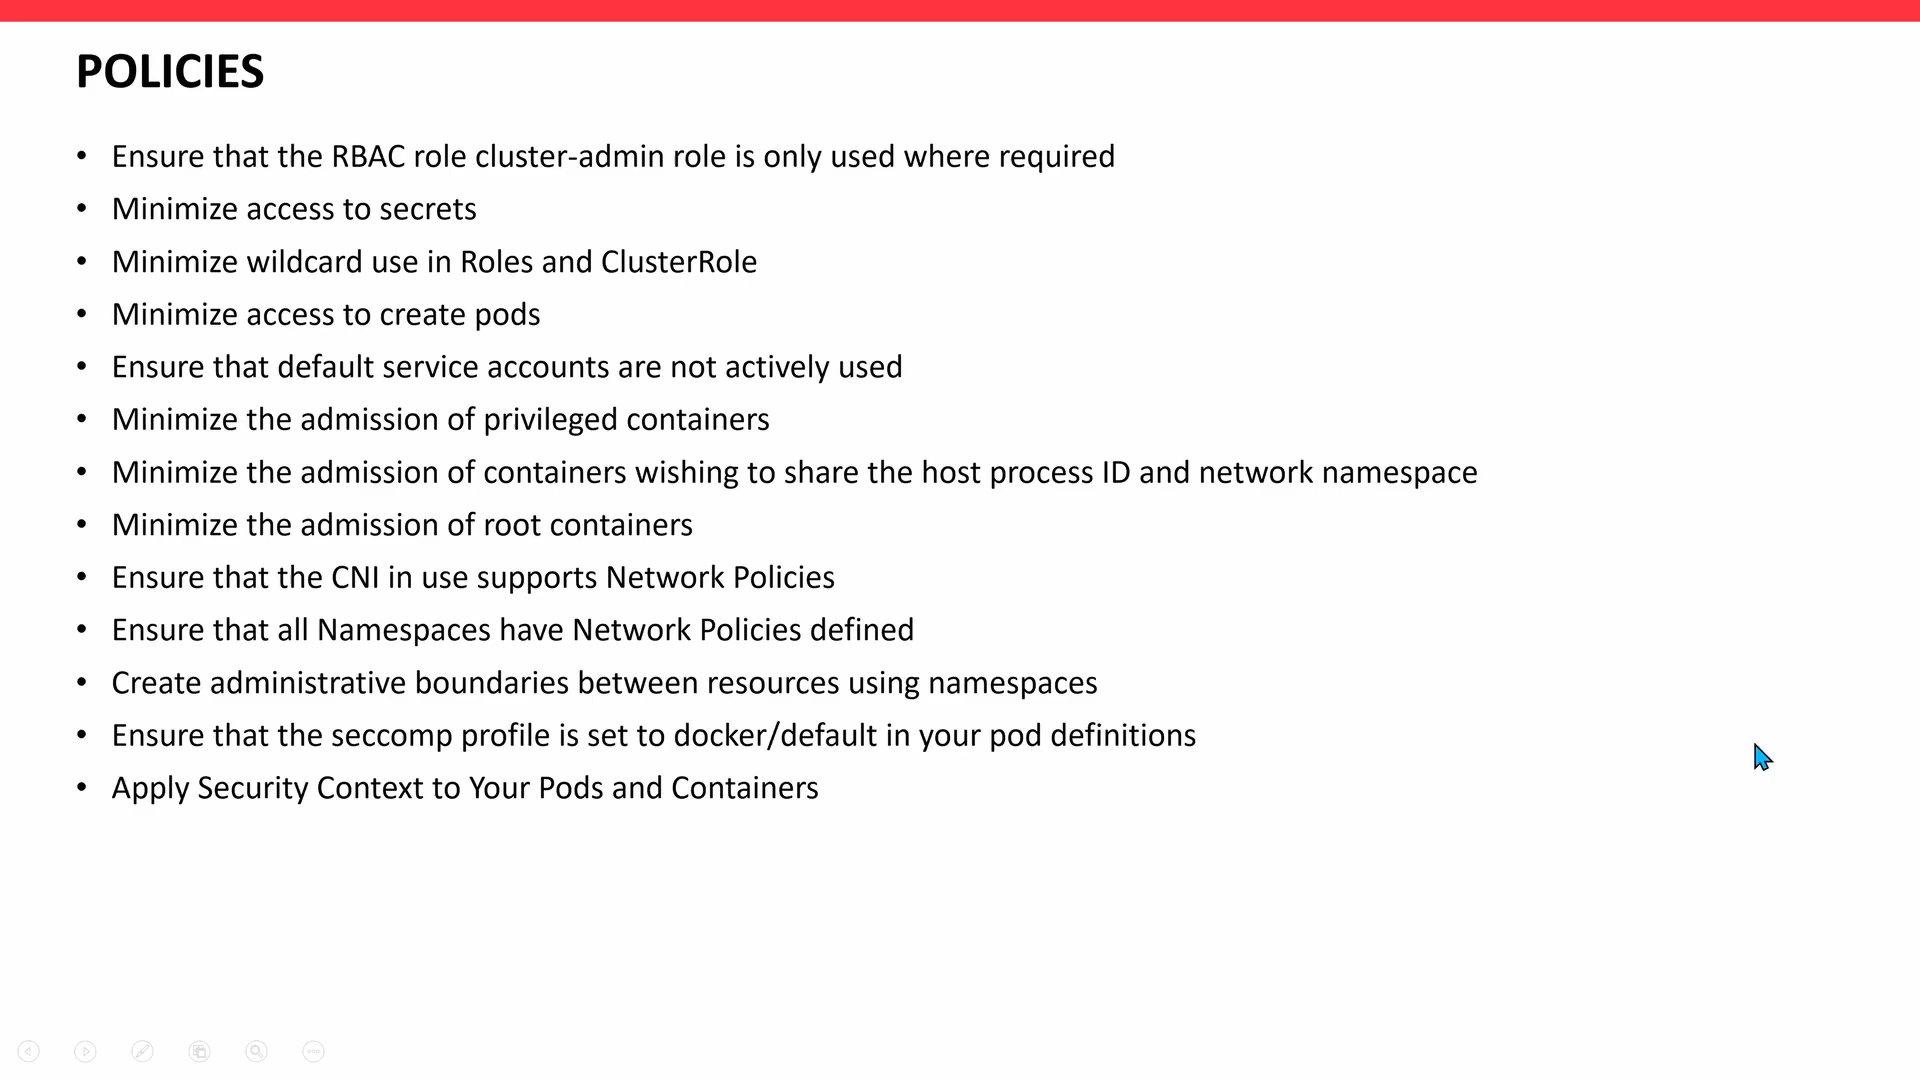 POLICIES
• Ensure that the RBAC role cluster-admin role is only used where required
• Minimize access to secrets
• Minimize wildcard use in Roles and ClusterRole
• Minimize access to create pods
• Ensure that default service accounts are not actively used
• Minimize the admission of privileged containers
• Minimize the admission of containers wishing to share the host process ID and network namespace
• Minimize the admission of root containers
• Ensure that the CNI in use supports Network Policies
• Ensure that all Namespaces have Network Policies defined
• Create administrative boundaries between resources using namespaces
• Ensure that the seccomp profile is set to docker/default in your pod definitions
• Apply Security Context to Your Pods and Containers